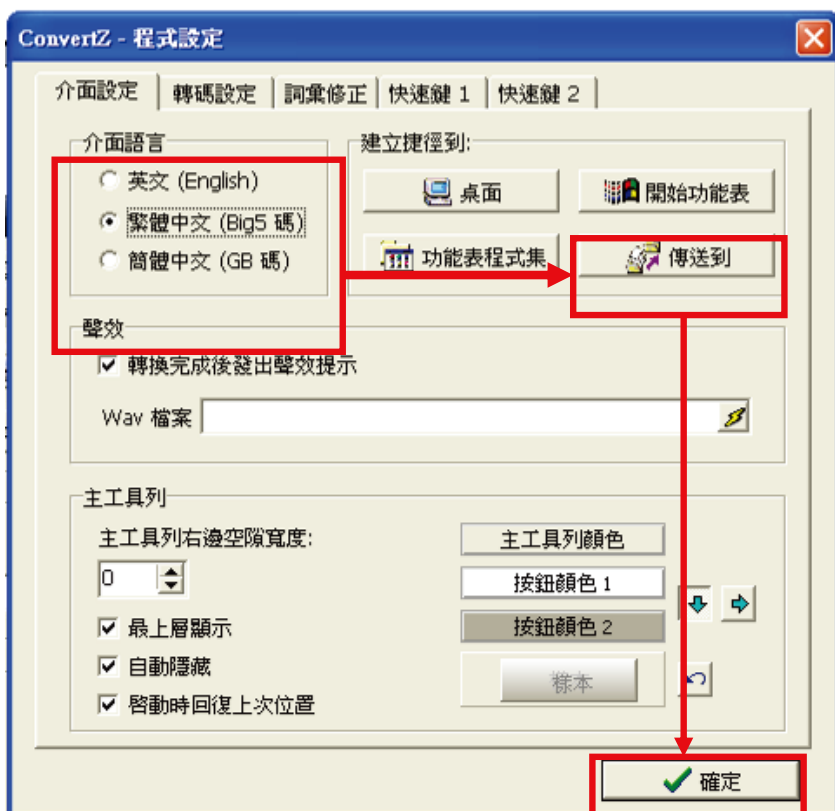 ConvertZ - 程式設定
介面設定 轉碼設定 詞彙修正 快速鍵 1 快速鍵 2
介面語言
英文 (English)
繁體中文 (Big5 碼)
簡體中文 (GB 碼)
建立捷徑到:
桌面 開始功能表
功能表程式集 傳送到
聲效
轉換完成後發出聲效提示
Wav 檔案
主工具列
主工具列右邊空隙寬度:
0
最上層顯示
自動隱藏
啓動時回復上次位置
主工具列顏色
按鈕顏色 1
按鈕顏色 2
樣本
確定